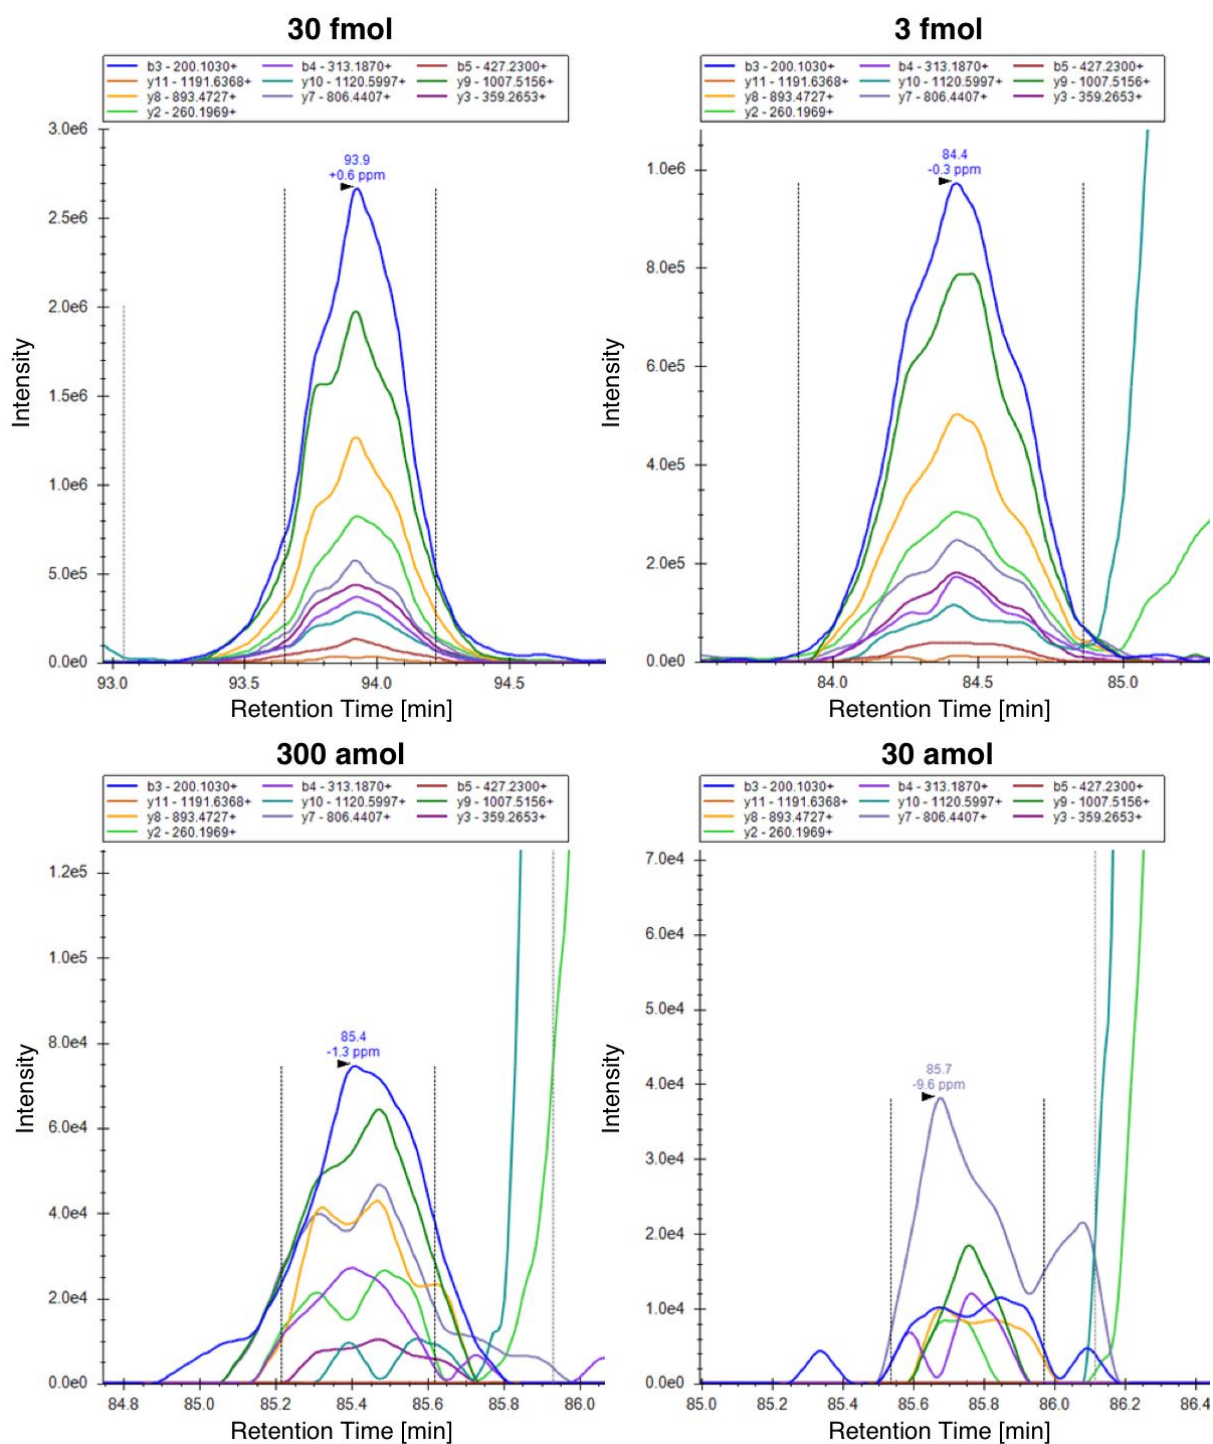 30 fmol
b3 - 200.1030+ b4 - 313.1870+ b5 - 427.2300+
y11 - 1191.6368+ y10 - 1120.5997+ y9 - 1007.5156+
y8 - 893.4727+ y7 - 806.4407+ y3 - 359.2653+
y2 - 260.1969+
3.0e6
93.9
+0.6 ppm
2.5e6
2.0e6
1.5e6
1.0e6
5.0e5
0.0e0
Intensity
93.0 93.5 94.0 94.5
Retention Time [min]
3 fmol
b3 - 200.1030+ b4 - 313.1870+ b5 - 427.2300+
y11 - 1191.6368+ y10 - 1120.5997+ y9 - 1007.5156+
y8 - 893.4727+ y7 - 806.4407+ y3 - 359.2653+
y2 - 260.1969+
84.4
-0.3 ppm
1.0e6
8.0e5
6.0e5
4.0e5
2.0e5
0.0e0
Intensity
84.0 84.5 85.0
Retention Time [min]
300 amol
b3 - 200.1030+ b4 - 313.1870+ b5 - 427.2300+
y11 - 1191.6368+ y10 - 1120.5997+ y9 - 1007.5156+
y8 - 893.4727+ y7 - 806.4407+ y3 - 359.2653+
y2 - 260.1969+
1.2e5
1.0e5
85.4
-1.3 ppm
8.0e4
6.0e4
4.0e4
2.0e4
0.0e0
Intensity
84.8 85.0 85.2 85.4 85.6 85.8 86.0
Retention Time [min]
30 amol
b3 - 200.1030+ b4 - 313.1870+ b5 - 427.2300+
y11 - 1191.6368+ y10 - 1120.5997+ y9 - 1007.5156+
y8 - 893.4727+ y7 - 806.4407+ y3 - 359.2653+
y2 - 260.1969+
7.0e4
6.0e4
5.0e4
85.7
-9.6 ppm
4.0e4
3.0e4
2.0e4
1.0e4
0.0e0
Intensity
85.0 85.2 85.4 85.6 85.8 86.0 86.2 86.4
Retention Time [min]